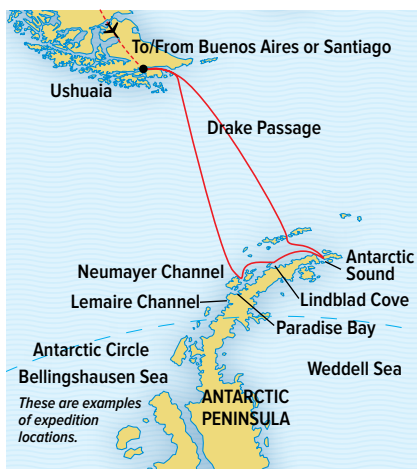 To/From Buenos Aires or Santiago
Ushuaia
Drake Passage
Antarctic
Sound
Neumayer Channel
Lindblad Cove
Lemaire Channel
Paradise Bay
Antarctic Circle
Weddell Sea
Bellingshausen Sea
These are examples
of expedition
locations.
ANTARCTIC
PENINSULA